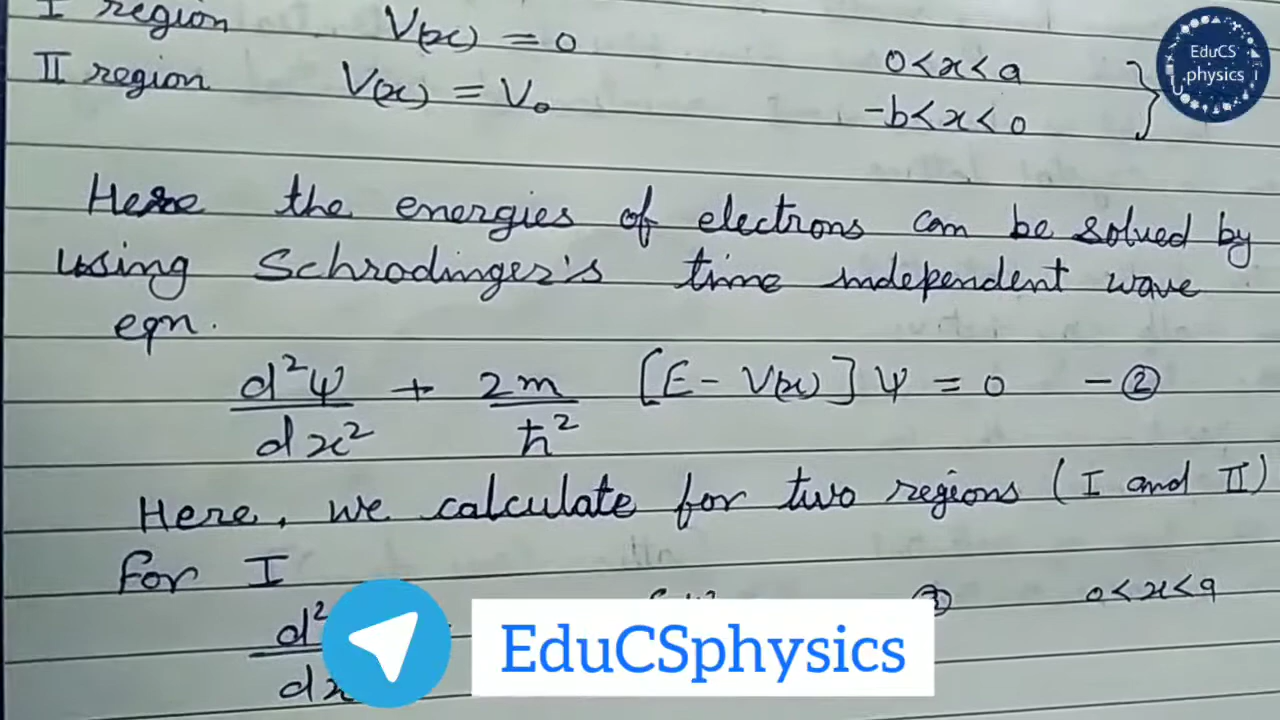 I region V(x) = 0 0<x<a
II region V(x) = V₀ -b<x<0
EduCS
physics
Here the energies of electrons can be solved by
using Schrodinger's time independent wave
eqn.
d²ψ/dx² + 2m/ħ² [E - V(x)] ψ = 0 - ②
Here, we calculate for two regions (I and II)
for I
d²
dx
0<x<a
EduCSphysics